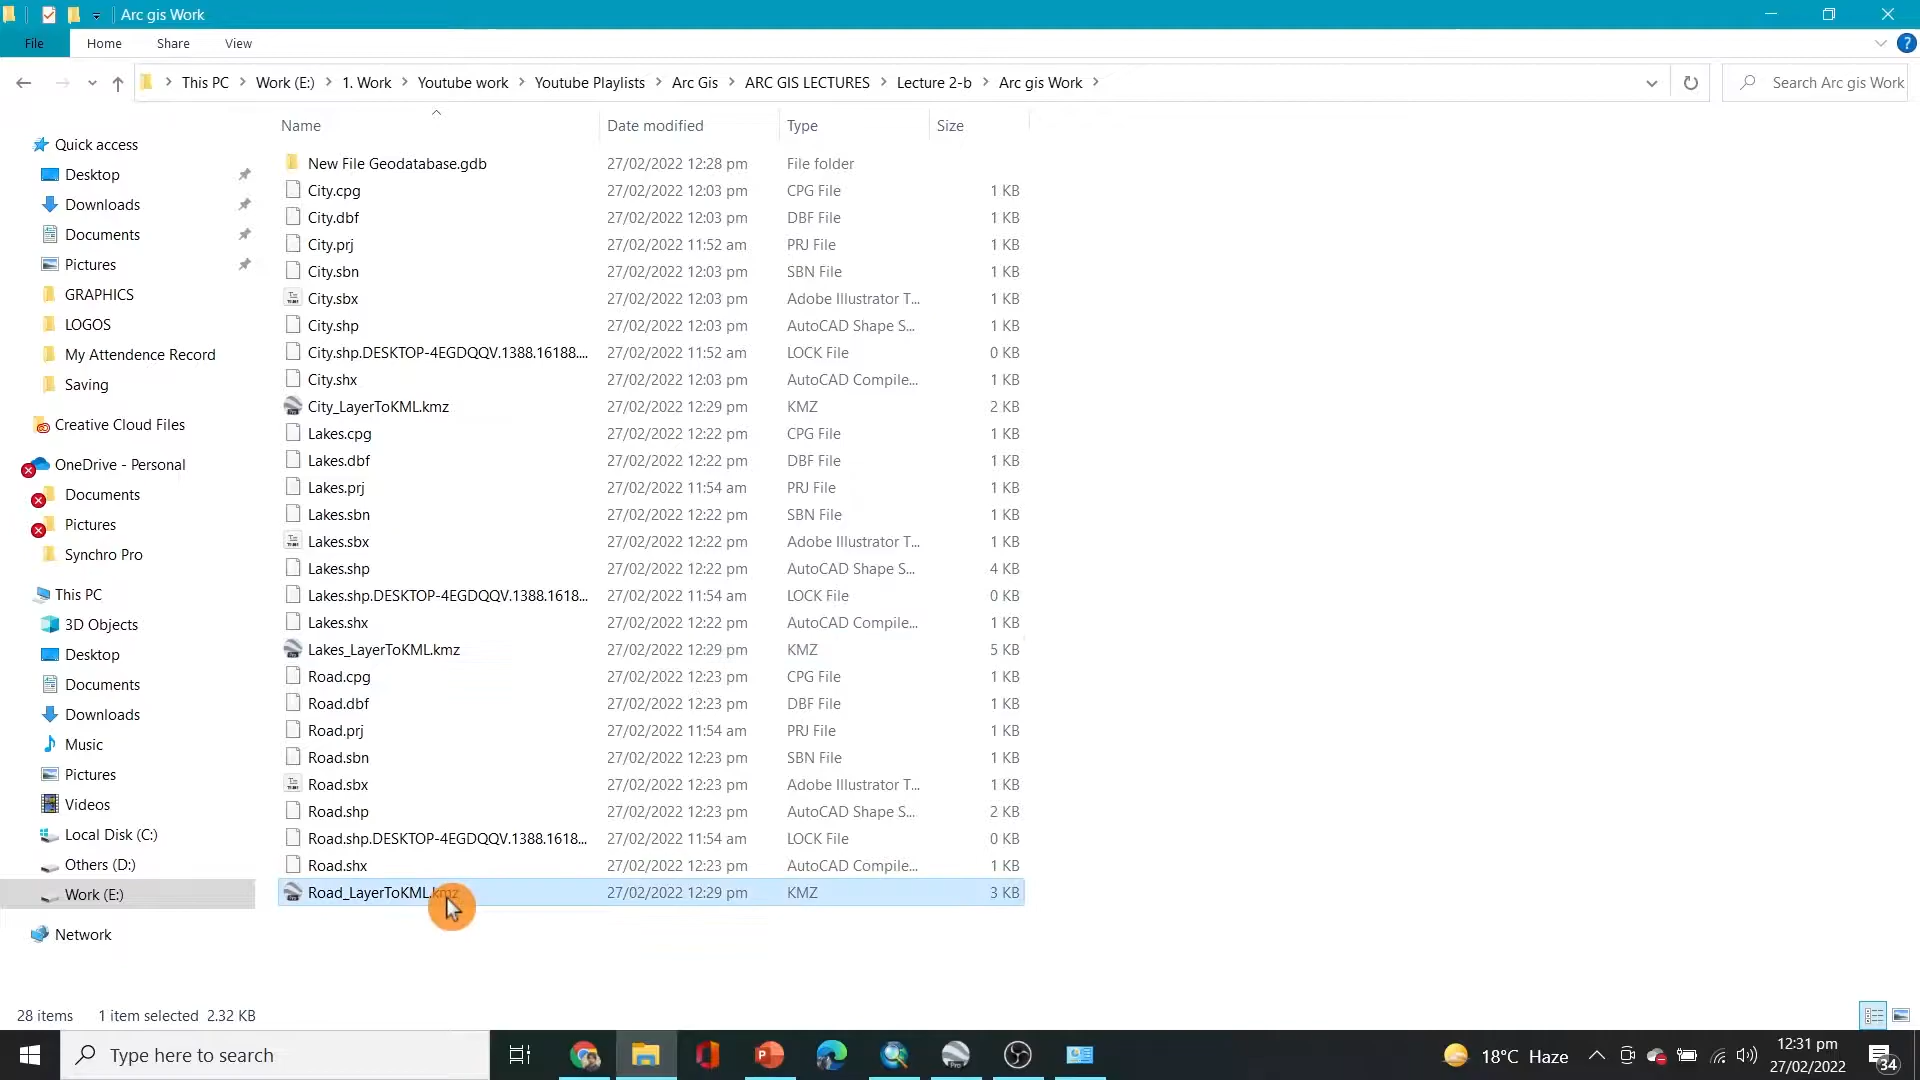 Arc gis Work
File Home Share View
This PC Work (E:) 1. Work Youtube work Youtube Playlists Arc Gis ARC GIS LECTURES Lecture 2-b Arc gis Work Search Arc gis Work
Name Date modified Type Size
Quick access
Desktop
Downloads
Documents
Pictures
GRAPHICS
LOGOS
My Attendence Record
Saving
Creative Cloud Files
OneDrive - Personal
Documents
Pictures
Synchro Pro
This PC
3D Objects
Desktop
Documents
Downloads
Music
Pictures
Videos
Local Disk (C:)
Others (D:)
Work (E:)
Network
New File Geodatabase.gdb 27/02/2022 12:28 pm File folder
City.cpg 27/02/2022 12:03 pm CPG File 1 KB
City.dbf 27/02/2022 12:03 pm DBF File 1 KB
City.prj 27/02/2022 11:52 am PRJ File 1 KB
City.sbn 27/02/2022 12:03 pm SBN File 1 KB
City.sbx 27/02/2022 12:03 pm Adobe Illustrator T... 1 KB
City.shp 27/02/2022 12:03 pm AutoCAD Shape S... 1 KB
City.shp.DESKTOP-4EGDQQV.1388.16188.... 27/02/2022 11:52 am LOCK File 0 KB
City.shx 27/02/2022 12:03 pm AutoCAD Compile... 1 KB
City_LayerToKML.kmz 27/02/2022 12:29 pm KMZ 2 KB
Lakes.cpg 27/02/2022 12:22 pm CPG File 1 KB
Lakes.dbf 27/02/2022 12:22 pm DBF File 1 KB
Lakes.prj 27/02/2022 11:54 am PRJ File 1 KB
Lakes.sbn 27/02/2022 12:22 pm SBN File 1 KB
Lakes.sbx 27/02/2022 12:22 pm Adobe Illustrator T... 1 KB
Lakes.shp 27/02/2022 12:22 pm AutoCAD Shape S... 4 KB
Lakes.shp.DESKTOP-4EGDQQV.1388.1618... 27/02/2022 11:54 am LOCK File 0 KB
Lakes.shx 27/02/2022 12:22 pm AutoCAD Compile... 1 KB
Lakes_LayerToKML.kmz 27/02/2022 12:29 pm KMZ 5 KB
Road.cpg 27/02/2022 12:23 pm CPG File 1 KB
Road.dbf 27/02/2022 12:23 pm DBF File 1 KB
Road.prj 27/02/2022 11:54 am PRJ File 1 KB
Road.sbn 27/02/2022 12:23 pm SBN File 1 KB
Road.sbx 27/02/2022 12:23 pm Adobe Illustrator T... 1 KB
Road.shp 27/02/2022 12:23 pm AutoCAD Shape S... 2 KB
Road.shp.DESKTOP-4EGDQQV.1388.1618... 27/02/2022 11:54 am LOCK File 0 KB
Road.shx 27/02/2022 12:23 pm AutoCAD Compile... 1 KB
Road_LayerToKML.kmz 27/02/2022 12:29 pm KMZ 3 KB
28 items 1 item selected 2.32 KB
Type here to search
18°C Haze
12:31 pm
27/02/2022
34